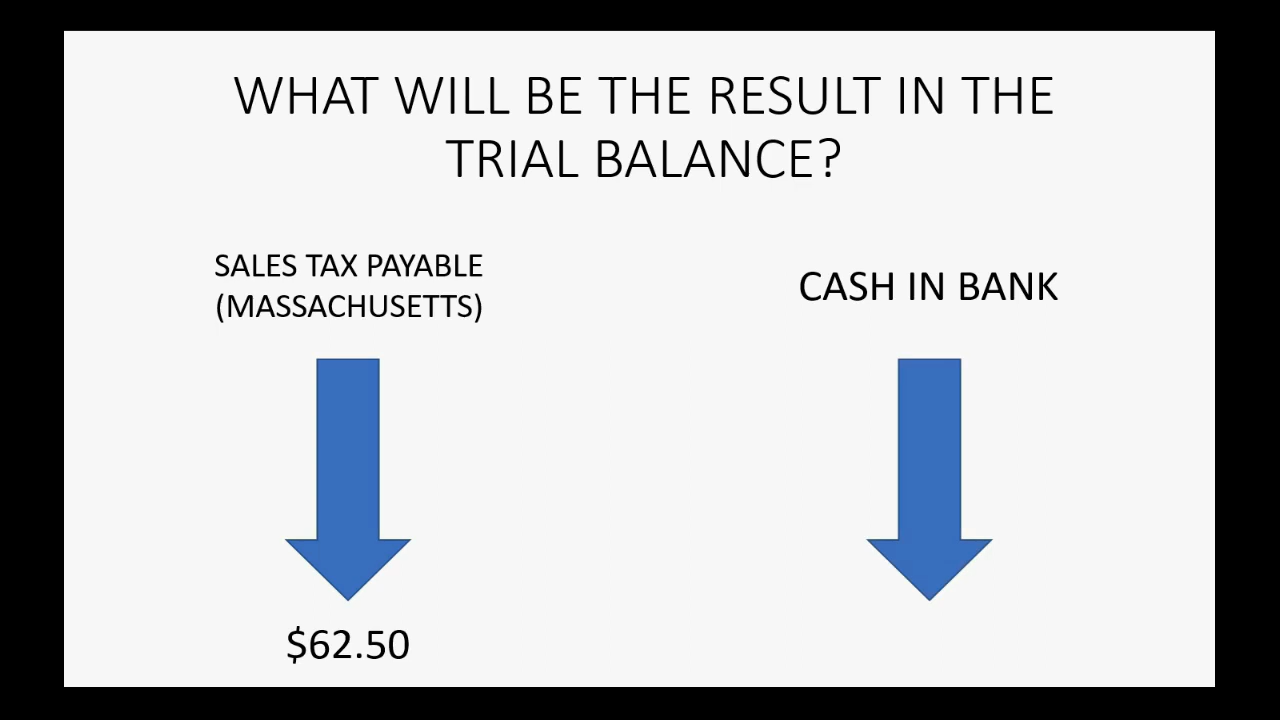 WHAT WILL BE THE RESULT IN THE
TRIAL BALANCE?
SALES TAX PAYABLE
(MASSACHUSETTS)
CASH IN BANK
$62.50